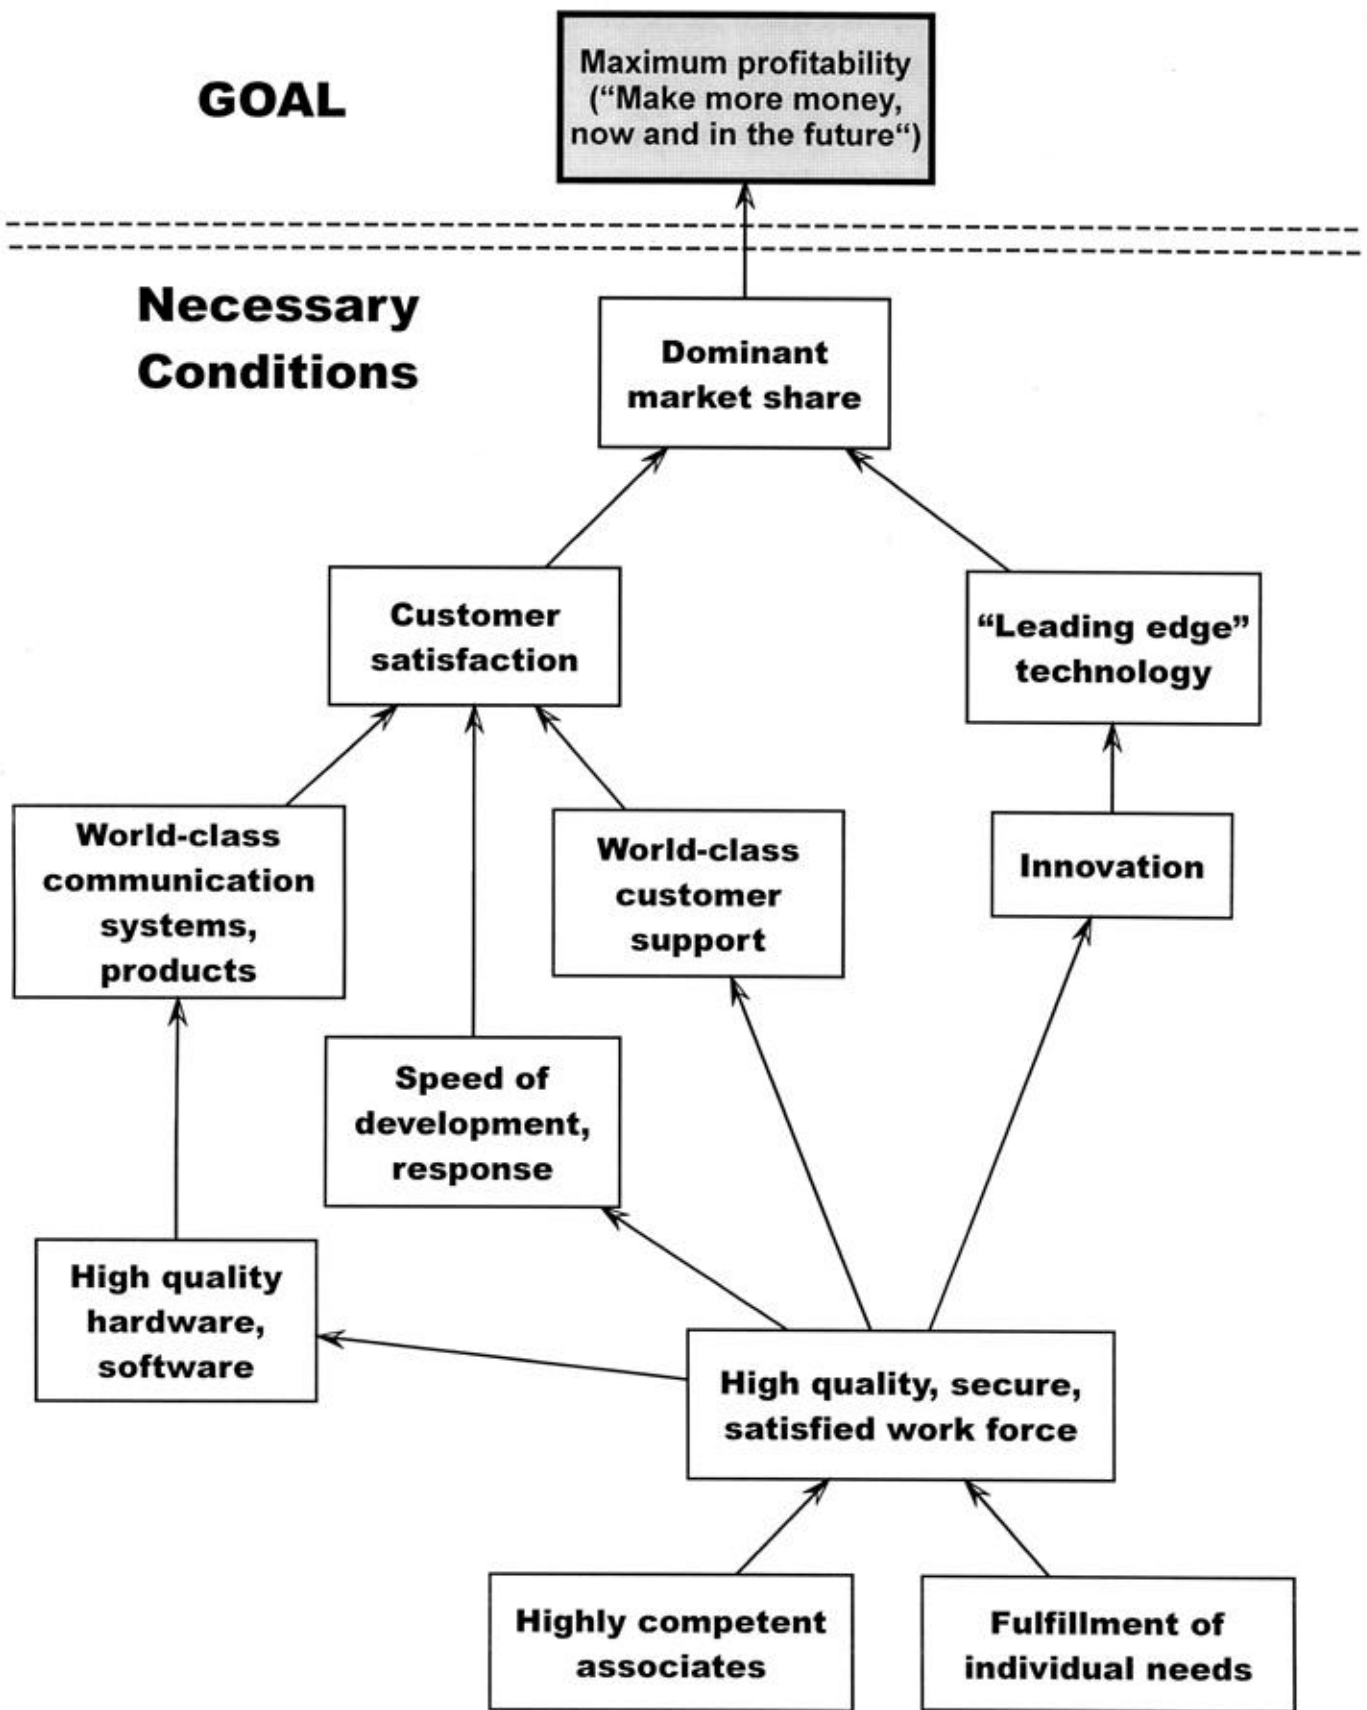 GOAL
Maximum profitability
(“Make more money,
now and in the future“)
Necessary
Conditions
Dominant
market share
Customer
satisfaction
“Leading edge”
technology
World-class
communication
systems,
products
World-class
customer
support
Innovation
Speed of
development,
response
High quality
hardware,
software
High quality, secure,
satisfied work force
Highly competent
associates
Fulfillment of
individual needs